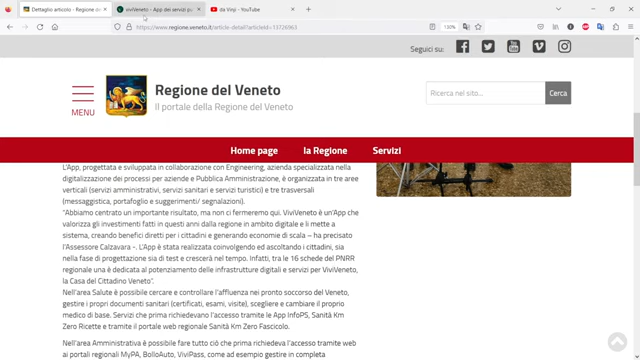 Dettaglio articolo - Regione de
viviVeneto - App dei servizi pu
da Vinji - YouTube
https://www.regione.veneto.it/article-detail?articleId=13726963
130%
Seguici su:
MENU
Regione del Veneto
Il portale della Regione del Veneto
Ricerca nel sito...
Cerca
Home page
la Regione
Servizi
L'App, progettata e sviluppata in collaborazione con Engineering, azienda specializzata nella
digitalizzazione dei processi per aziende e Pubblica Amministrazione, è organizzata in tre aree
verticali (servizi amministrativi, servizi sanitari e servizi turistici) e tre trasversali
(messaggistica, portafoglio e suggerimenti/ segnalazioni).
"Abbiamo centrato un importante risultato, ma non ci fermeremo qui. ViviVeneto è un'App che
valorizza gli investimenti fatti in questi anni dalla regione in ambito digitale e li mette a
sistema, creando benefici diretti per i cittadini e generando economie di scala – ha precisato
l'Assessore Calzavara -. L'App è stata realizzata coinvolgendo ed ascoltando i cittadini, sia
nella fase di progettazione sia di test e crescerà nel tempo. Infatti, tra le 16 schede del PNRR
regionale una è dedicata al potenziamento delle infrastrutture digitali e servizi per ViviVeneto,
la Casa del Cittadino Veneto".
Nell'area Salute è possibile cercare e controllare l'affluenza nei pronto soccorso del Veneto,
gestire i propri documenti sanitari (certificati, esami, visite), scegliere e cambiare il proprio
medico di base. Servizi che prima richiedevano l'accesso tramite le App InfoPS, Sanità Km
Zero Ricette e tramite il portale web regionale Sanità Km Zero Fascicolo.
Nell'area Amministrativa è possibile fare tutto ciò che prima richiedeva l'accesso tramite web
ai portali regionali MyPA, BolloAuto, ViviPass, come ad esempio gestire in completa